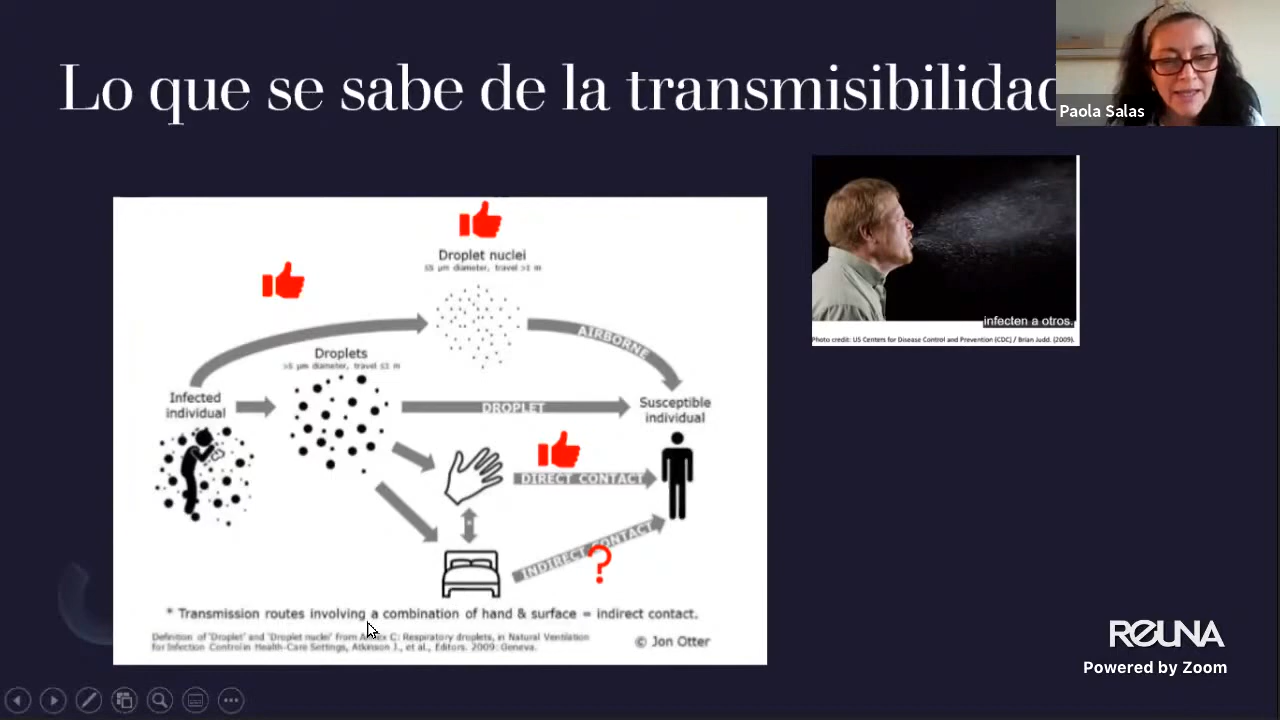 Lo que se sabe de la transmisibilidad
Paola Salas
Droplet nuclei
≤5 µm diameter, travel >1 m
AIRBORNE
Droplets
>5 µm diameter, travel ≤1 m
Infected
individual
DROPLET
Susceptible
individual
DIRECT CONTACT
*
INDIRECT CONTACT
?
* Transmission routes involving a combination of hand & surface = indirect contact.
Definition of 'Droplet' and 'Droplet nuclei' from Annex C: Respiratory droplets, in Natural Ventilation
for Infection Control in Health-Care Settings, Atkinson J., et al., Editors. 2009: Geneva.
© Jon Otter
infecten a otros.
Photo credit: US Centers for Disease Control and Prevention (CDC) / Brian Judd. (2009).
REUNA
Powered by Zoom